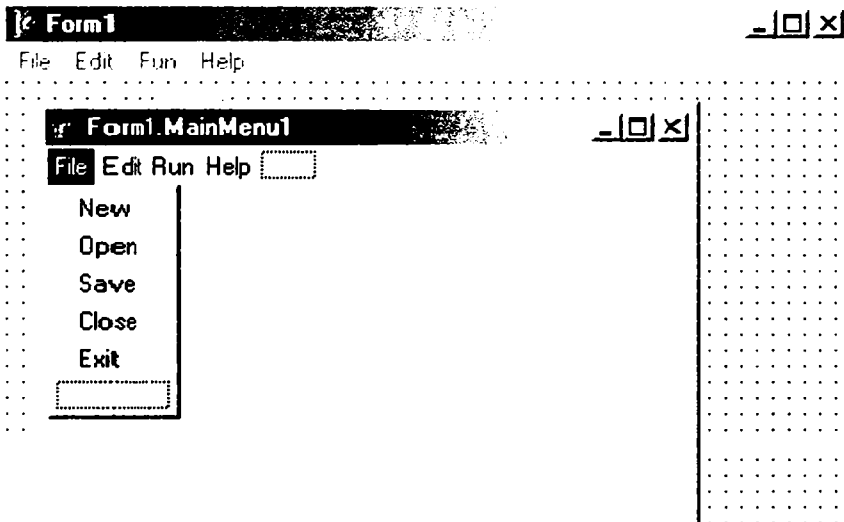 Form1
File Edit Fun Help
Form1.MainMenu1
File Edit Run Help
New
Open
Save
Close
Exit